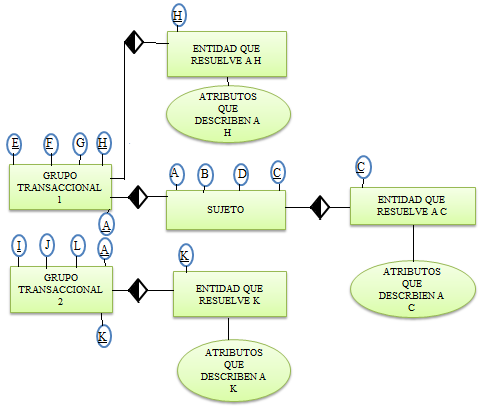 H
ENTIDAD QUE
RESUELVE A H
ATRIBUTOS
QUE
DESCRIBEN A
H
E
F
G
H
GRUPO
TRANSACCIONAL
1
A
A
B
D
C
SUJETO
C
ENTIDAD QUE
RESUELVE A C
ATRIBUTOS
QUE
DESCRBIEN A
C
I
J
L
A
GRUPO
TRANSACCIONAL
2
K
K
ENTIDAD QUE
RESUELVE K
ATRIBUTOS
QUE
DESCRIBEN A
K